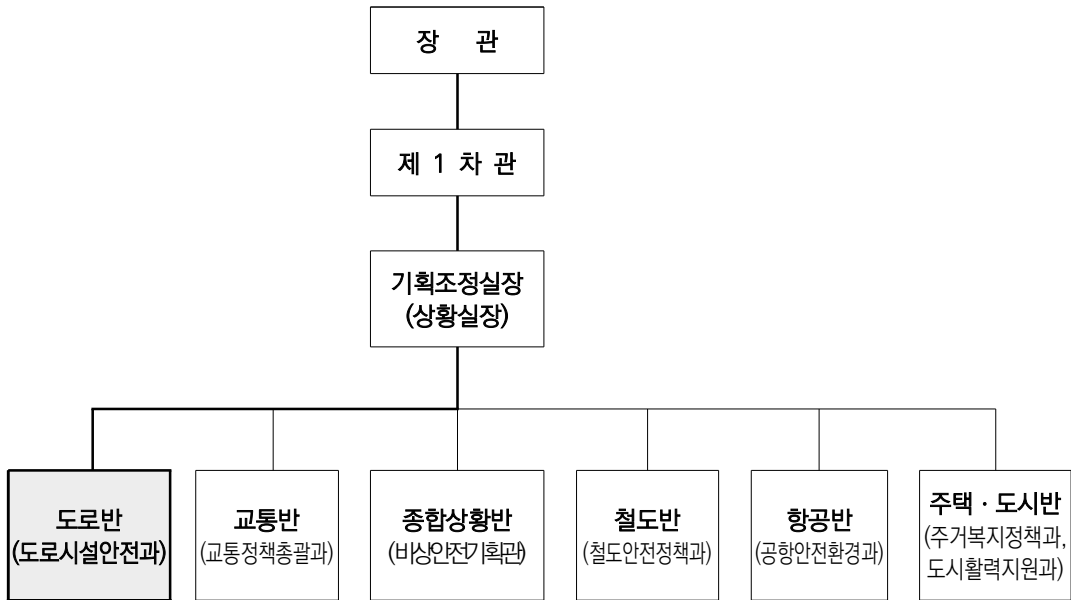 장 관
제 1 차 관
기획조정실장
(상황실장)
도로반
(도로시설안전과)
교통반
(교통정책총괄과)
종합상황반
(비상안전기획관)
철도반
(철도안전정책과)
항공반
(공항안전환경과)
주택 · 도시반
(주거복지정책과,
도시활력지원과)